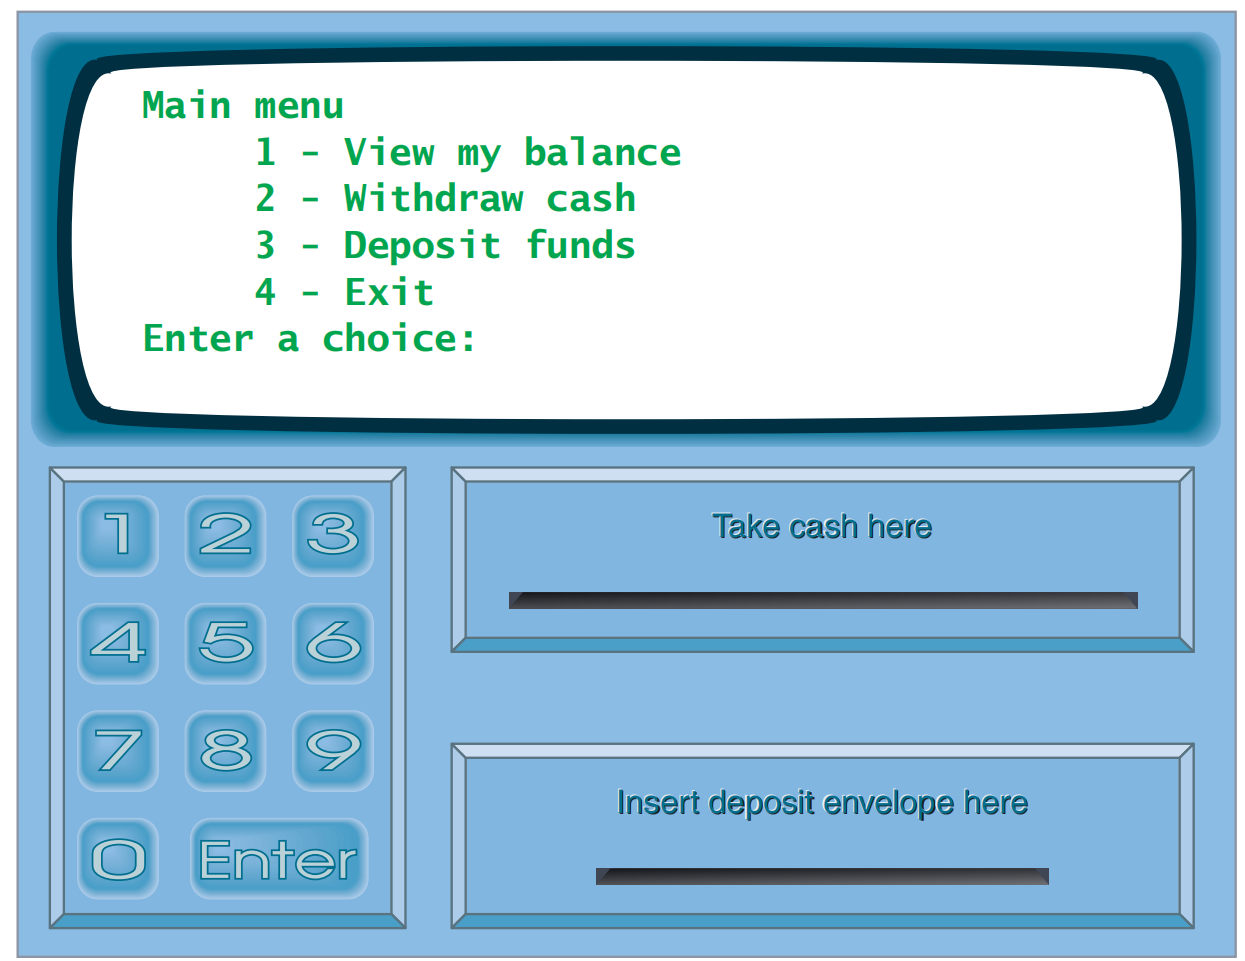 Main menu
1 - View my balance
2 - Withdraw cash
3 - Deposit funds
4 - Exit
Enter a choice:
1 2 3
4 5 6
7 8 9
0 Enter
Take cash here
Insert deposit envelope here